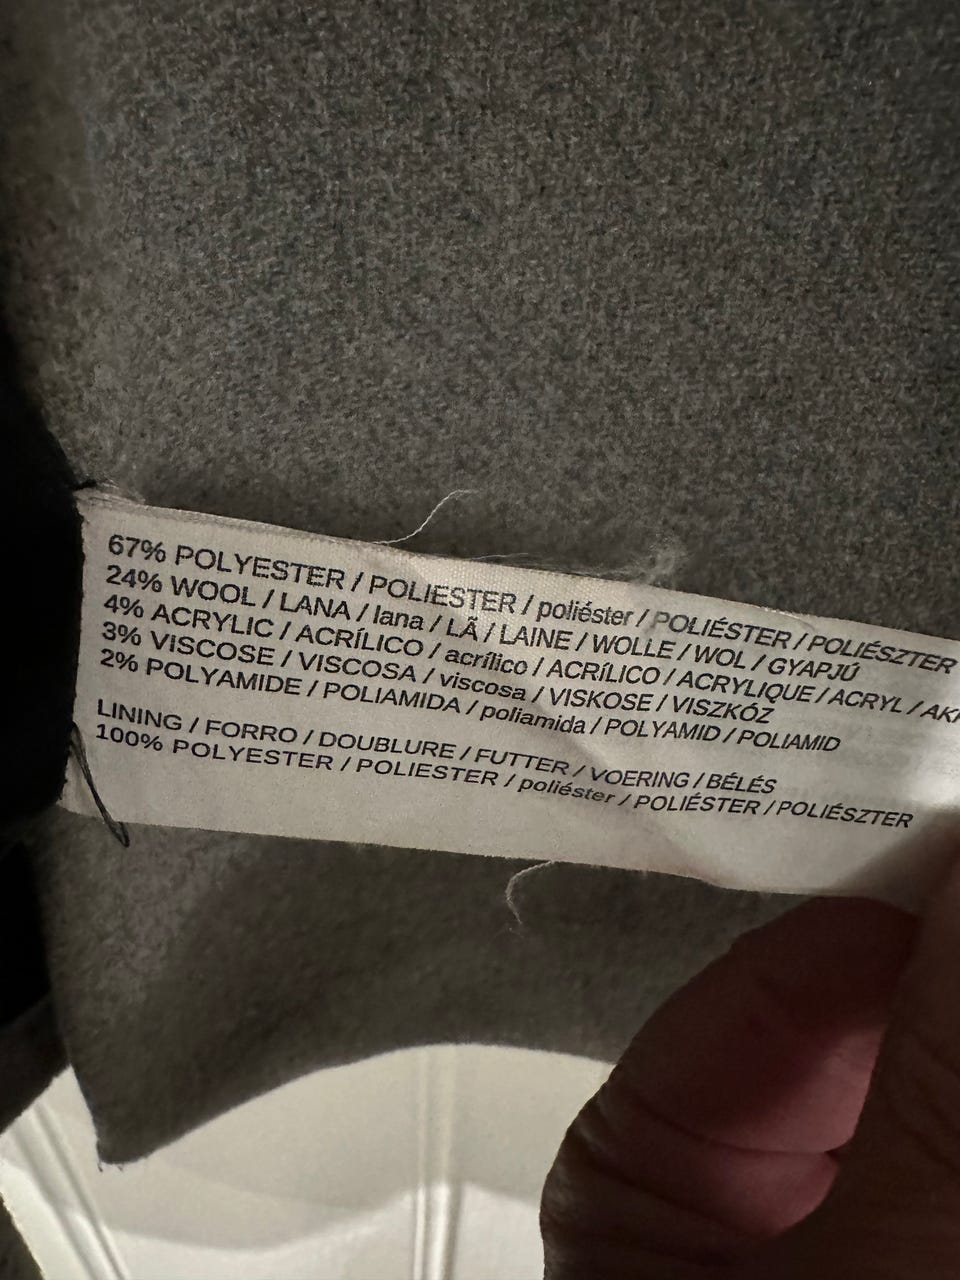 67% POLYESTER / POLIESTER / poliéster / POLIÉSTER / POLIÉSZTER
24% WOOL / LANA / lana / LÃ / LAINE / WOLLE / WOL / GYAPJÚ
4% ACRYLIC / ACRÍLICO / acrílico / ACRÍLICO / ACRYLIQUE / ACRYL /
3% VISCOSE / VISCOSA / viscosa / VISKOSE / VISZKÓZ
2% POLYAMIDE / POLIAMIDA / poliamida / POLYAMID / POLIAMID
LINING / FORRO / DOUBLURE / FUTTER / VOERING / BÉLÉS
100% POLYESTER / POLIESTER / poliéster / POLIÉSTER / POLIÉSZTER